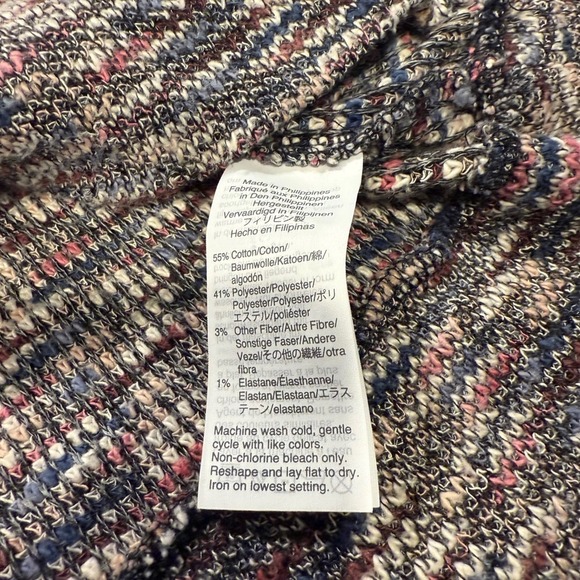 Made in Philippines
Fabriqué aux Philippines
in Den Philippinen
Hergestellt
Vervaardigd in Filipijnen
フィリピン製
Hecho en Filipinas
55% Cotton/Coton/
Baumwolle/Katoen/綿/
algodón
41% Polyester/Polyester/
Polyester/Polyester/ポリ
エステル/poliéster
3% Other Fiber/Autre Fibre/
Sonstige Faser/Andere
Vezel/その他の繊維/otra
fibra
1% Elastane/Élasthanne/
Elastan/Elastaan/エラス
テーン/elastano
Machine wash cold, gentle
cycle with like colors.
Non-chlorine bleach only.
Reshape and lay flat to dry.
Iron on lowest setting.